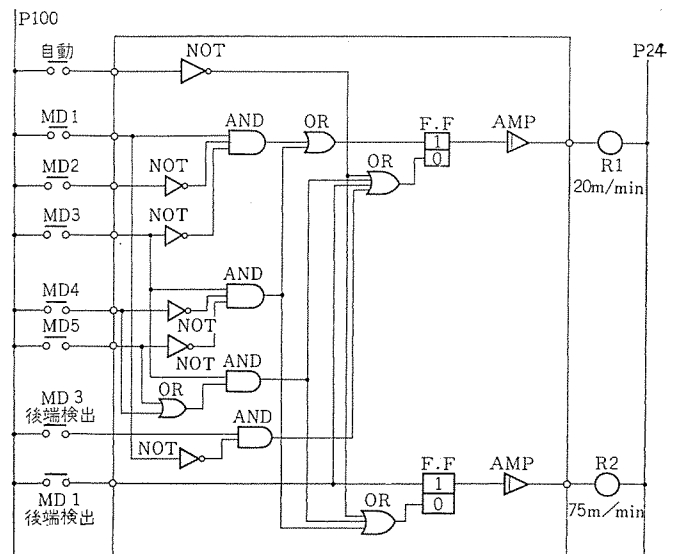 P100
P24
自動
NOT
MD1
AND
OR
F.F
AMP
1
0
R1
20m/min
MD2
NOT
OR
MD3
NOT
AND
MD4
NOT
MD5
NOT
AND
OR
MD3
後端検出
AND
NOT
F.F
AMP
1
0
R2
75m/min
OR
MD1
後端検出